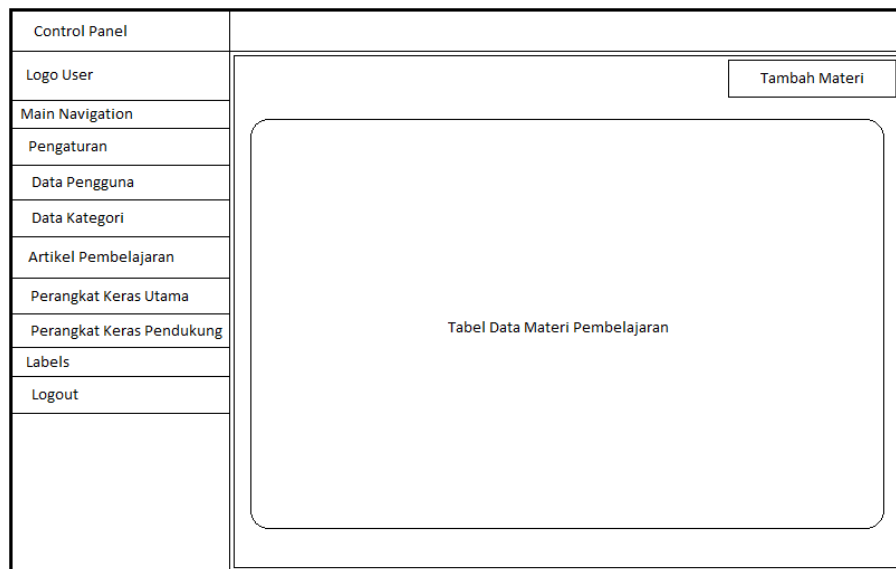 Control Panel
Logo User
Tambah Materi
Main Navigation
Pengaturan
Data Pengguna
Data Kategori
Artikel Pembelajaran
Perangkat Keras Utama
Perangkat Keras Pendukung
Tabel Data Materi Pembelajaran
Labels
Logout